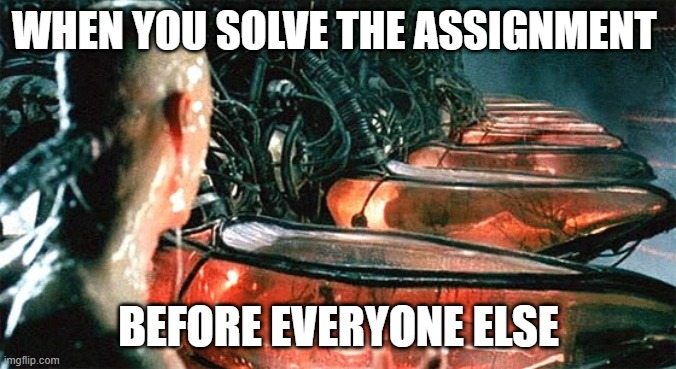 WHEN YOU SOLVE THE ASSIGNMENT
BEFORE EVERYONE ELSE
imgflip.com